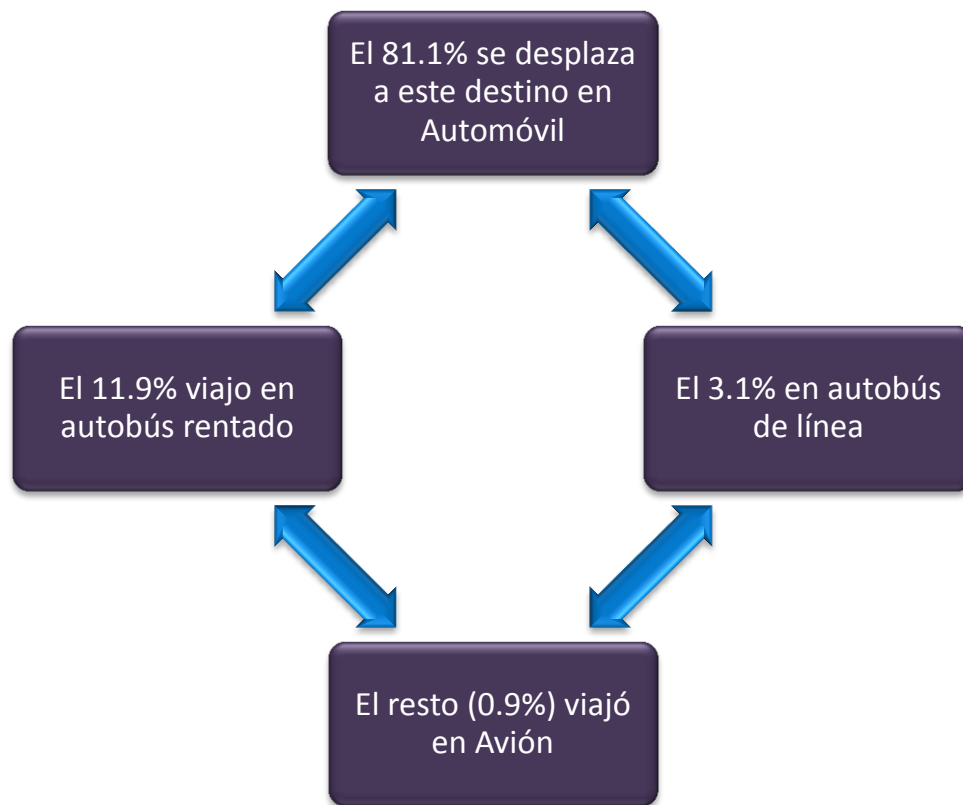 El 81.1% se desplaza
a este destino en
Automóvil
El 11.9% viajo en
autobús rentado
El 3.1% en autobús
de línea
El resto (0.9%) viajó
en Avión